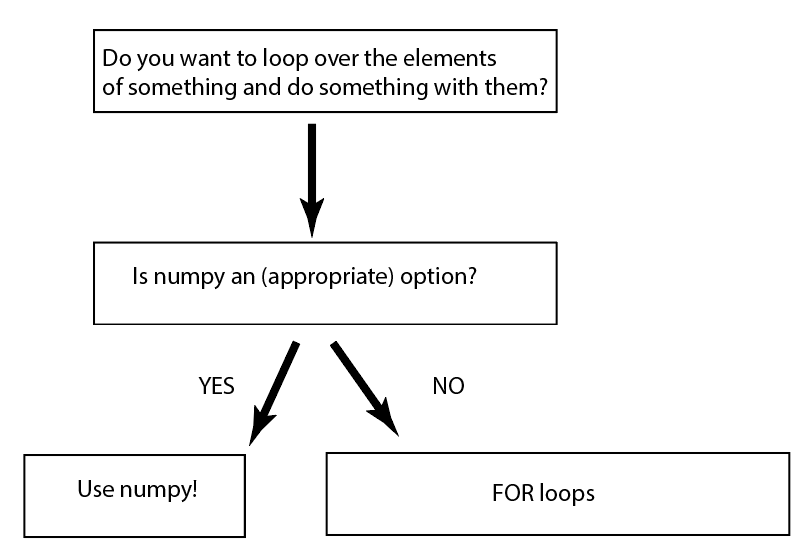 Do you want to loop over the elements
of something and do something with them?
Is numpy an (appropriate) option?
YES
NO
Use numpy!
FOR loops